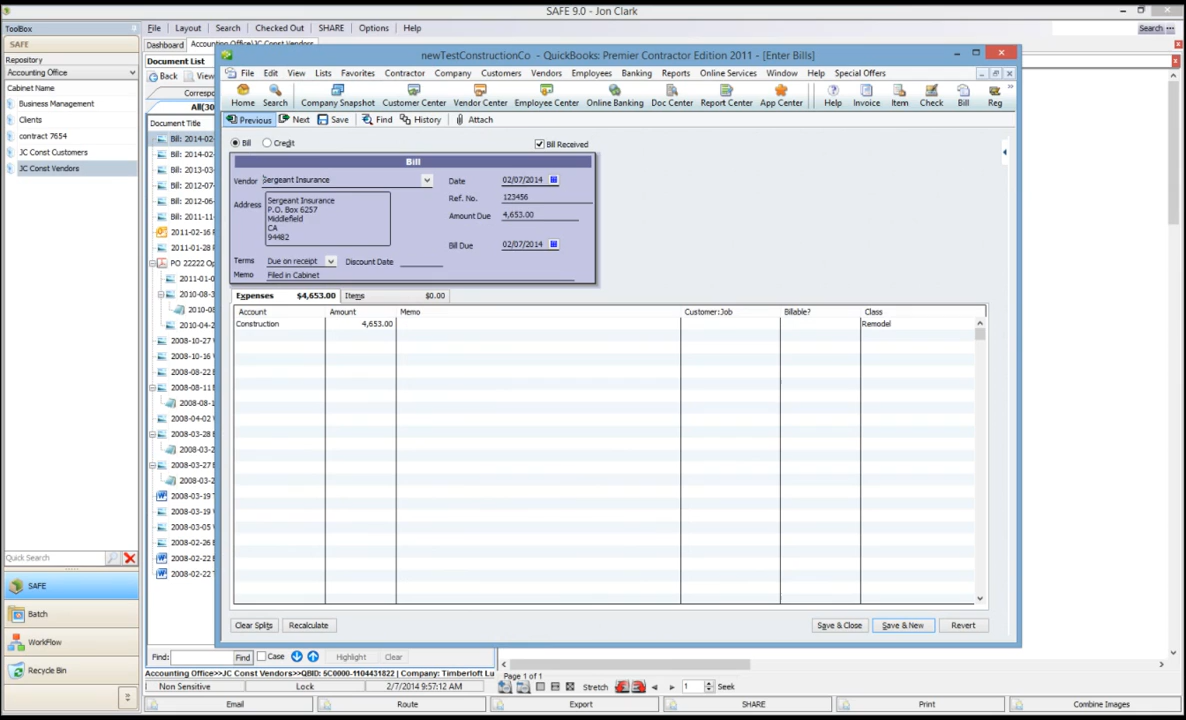 SAFE 9.0 - Jon Clark
ToolBox
File Layout Search Checked Out SHARE Options Help
Search
SAFE
Repository
Accounting Office
Cabinet Name
Business Management
Clients
contract 7654
JC Const Customers
JC Const Vendors
Dashboard Accounting Office\JC Const Vendors
Document List
Back View
Correspo
All(30
Document Title
Bill: 2014-02-
Bill: 2014-02
Bill: 2013-03
Bill: 2012-07
Bill: 2012-06
Bill: 2011-11
2011-02-16
2011-01-28
PO 22222 Op
2011-01-0
2010-08-3
2010-08
2010-04-2
2008-10-27
2008-10-16
2008-08-22
2008-08-11
2008-08-1
2008-04-02
2008-03-28
2008-03-2
2008-03-27
2008-03-2
2008-03-19
2008-03-19
2008-03-05
2008-02-26
2008-02-22
2008-02-22
newTestConstructionCo - QuickBooks: Premier Contractor Edition 2011 - [Enter Bills]
File Edit View Lists Favorites Contractor Company Customers Vendors Employees Banking Reports Online Services Window Help Special Offers
Home Search Company Snapshot Customer Center Vendor Center Employee Center Online Banking Doc Center Report Center App Center Help Invoice Item Check Bill Reg
Previous Next Save Find History Attach
Bill Credit Bill Received
Bill
Vendor Sergeant Insurance Date 02/07/2014
Address Sergeant Insurance
P.O. Box 6257
Middlefield
CA
94482
Ref. No. 123456
Amount Due 4,653.00
Bill Due 02/07/2014
Terms Due on receipt Discount Date
Memo Filed in Cabinet
Expenses $4,653.00 Items $0.00
Account Amount Memo Customer:Job Billable? Class
Construction 4,653.00 Remodel
Clear Splits Recalculate Save & Close Save & New Revert
Quick Search
SAFE
Batch
WorkFlow
Recycle Bin
Find: Find Case Highlight Clear
Accounting Office>>JC Const Vendors>>QBID: 5C0000-1104431822 | Company: Timberloft Lu
Non Sensitive Lock 2/7/2014 9:57:12 AM
Page 1 of 1
Stretch 1 Seek
Email Route Export SHARE Print Combine Images